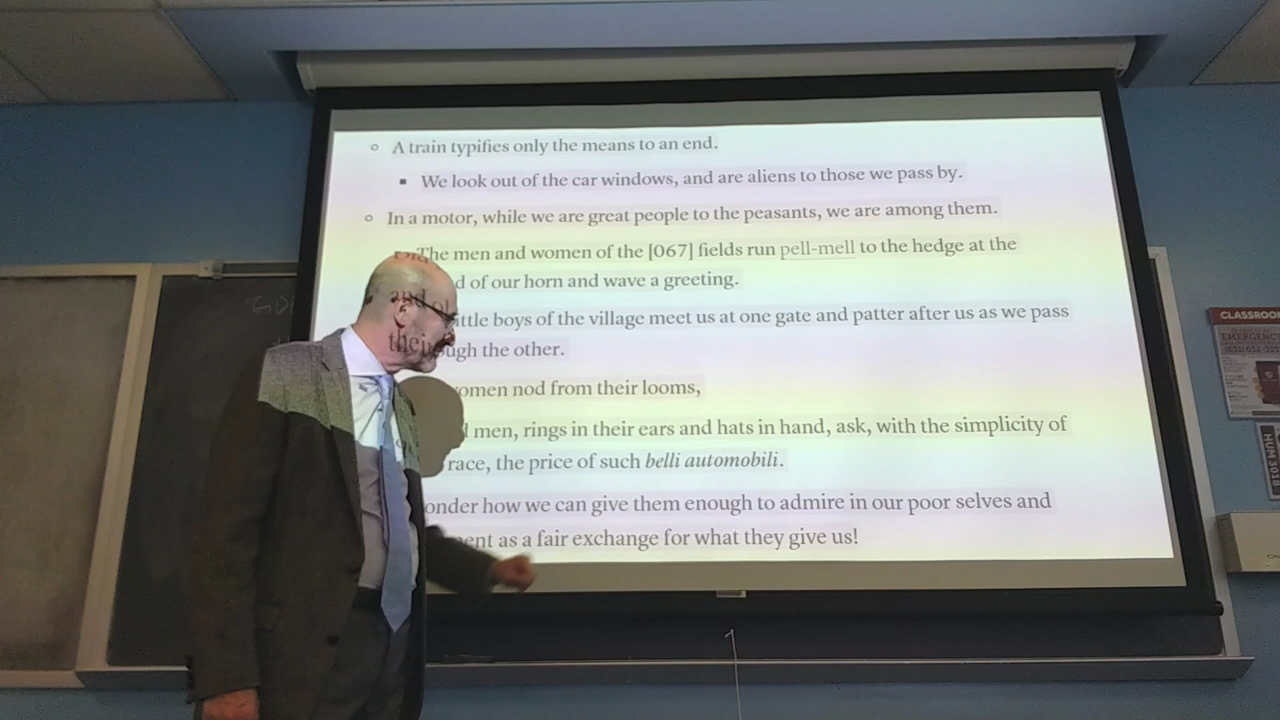 A train typifies only the means to an end.
We look out of the car windows, and are aliens to those we pass by.
In a motor, while we are great people to the peasants, we are among them.
The men and women of the [067] fields run pell-mell to the hedge at the
d of our horn and wave a greeting.
ttle boys of the village meet us at one gate and patter after us as we pass
ugh the other.
omen nod from their looms,
men, rings in their ears and hats in hand, ask, with the simplicity of
race, the price of such belli automobili.
onder how we can give them enough to admire in our poor selves and
ent as a fair exchange for what they give us!
CLASSROO
EMERGENCY
HUM 3018